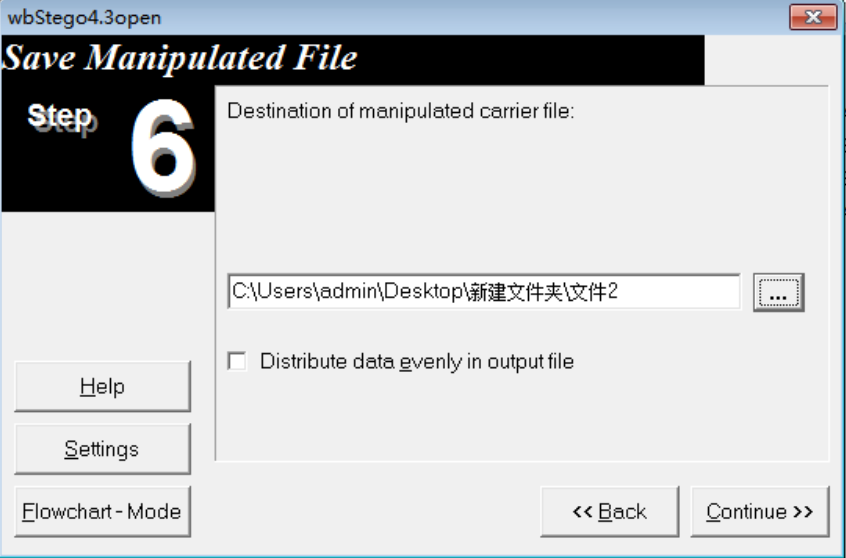 wbStego4.3open
Save Manipulated File
Step 6
Destination of manipulated carrier file:
C:\Users\admin\Desktop\新建文件夹\文件2
...
Distribute data evenly in output file
Help
Settings
Flowchart - Mode
<< Back
Continue >>